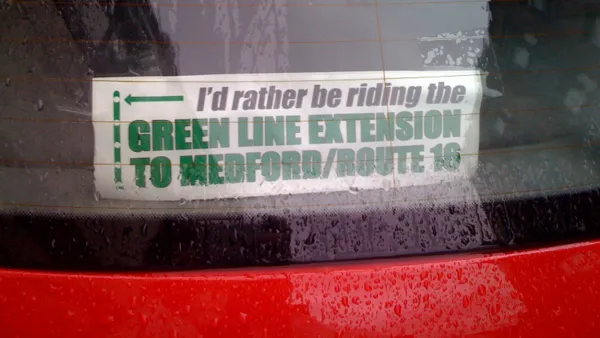 I'd rather be riding the
GREEN LINE EXTENSION
TO MEDFORD/ROUTE 16